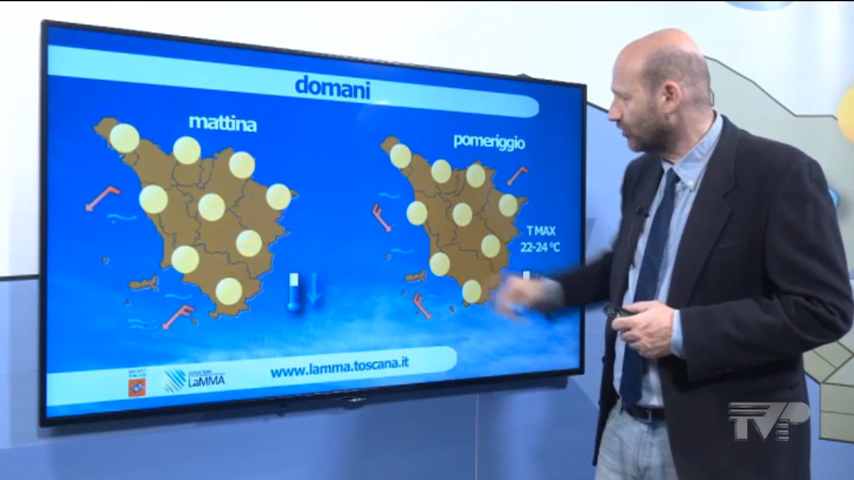 domani
mattina
pomeriggio
T MAX
22-24 °C
LaMMA
www.lamma.toscana.it
TVP